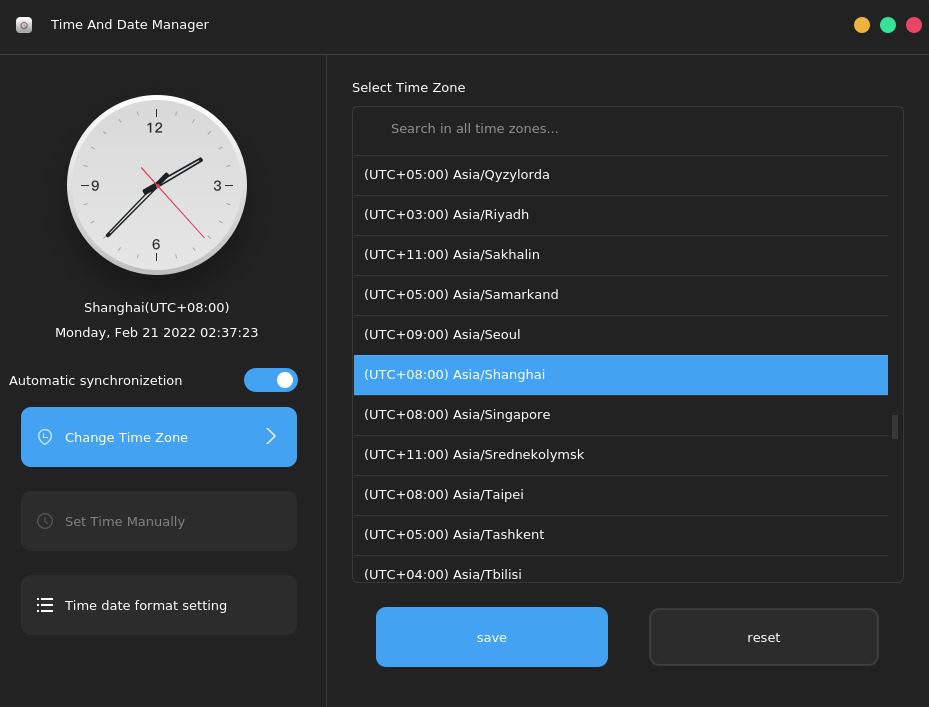 Time And Date Manager
12
9
3
6
Shanghai(UTC+08:00)
Monday, Feb 21 2022 02:37:23
Automatic synchronizetion
Change Time Zone
Set Time Manually
Time date format setting
Select Time Zone
Search in all time zones...
(UTC+05:00) Asia/Qyzylorda
(UTC+03:00) Asia/Riyadh
(UTC+11:00) Asia/Sakhalin
(UTC+05:00) Asia/Samarkand
(UTC+09:00) Asia/Seoul
(UTC+08:00) Asia/Shanghai
(UTC+08:00) Asia/Singapore
(UTC+11:00) Asia/Srednekolymsk
(UTC+08:00) Asia/Taipei
(UTC+05:00) Asia/Tashkent
(UTC+04:00) Asia/Tbilisi
save
reset